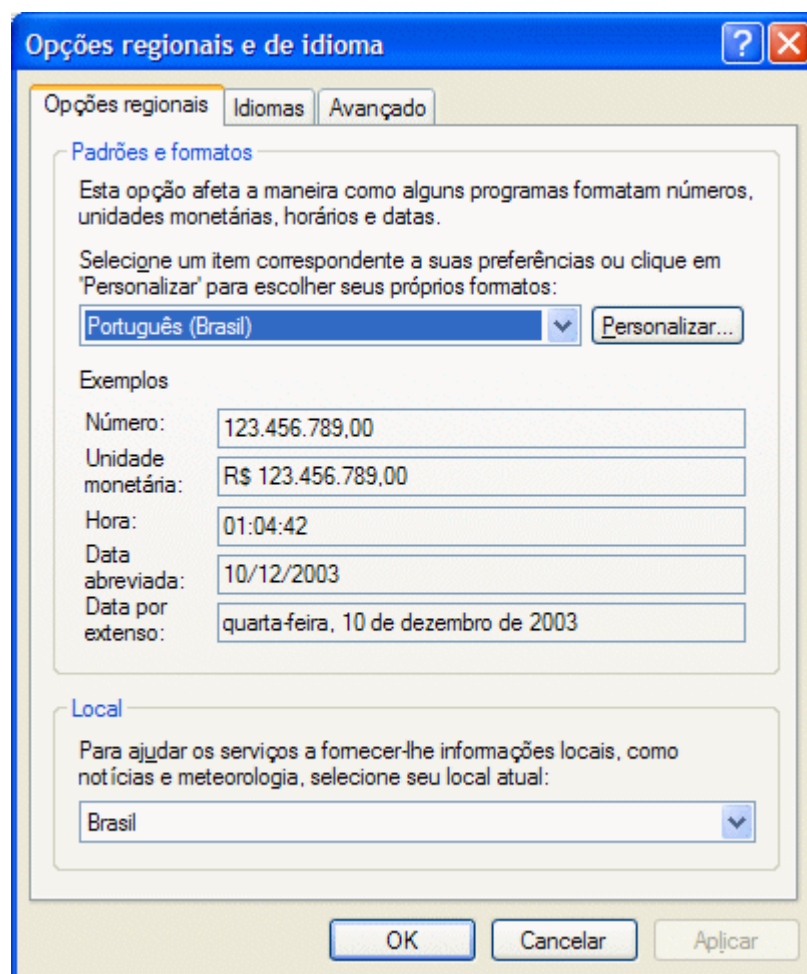 Opções regionais e de idioma
Opções regionais
Idiomas
Avançado
Padrões e formatos
Esta opção afeta a maneira como alguns programas formatam números,
unidades monetárias, horários e datas.
Selecione um item correspondente a suas preferências ou clique em
'Personalizar' para escolher seus próprios formatos:
Português (Brasil)
Personalizar...
Exemplos
Número:
123.456.789,00
Unidade
monetária:
R$ 123.456.789,00
Hora:
01:04:42
Data
abreviada:
10/12/2003
Data por
extenso:
quarta-feira, 10 de dezembro de 2003
Local
Para ajudar os serviços a fornecer-lhe informações locais, como
notícias e meteorologia, selecione seu local atual:
Brasil
OK
Cancelar
Aplicar